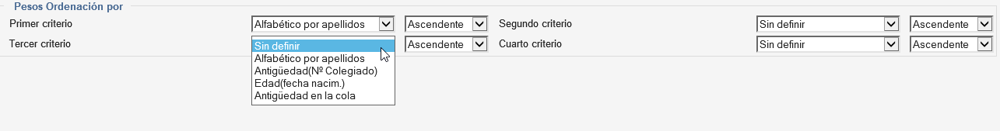 Pesos Ordenación por
Primer criterio Alfabético por apellidos Ascendente Segundo criterio Sin definir Ascendente
Tercer criterio Ascendente Cuarto criterio Sin definir Ascendente
Sin definir
Alfabético por apellidos
Antigüedad(Nº Colegiado)
Edad(fecha nacim.)
Antigüedad en la cola